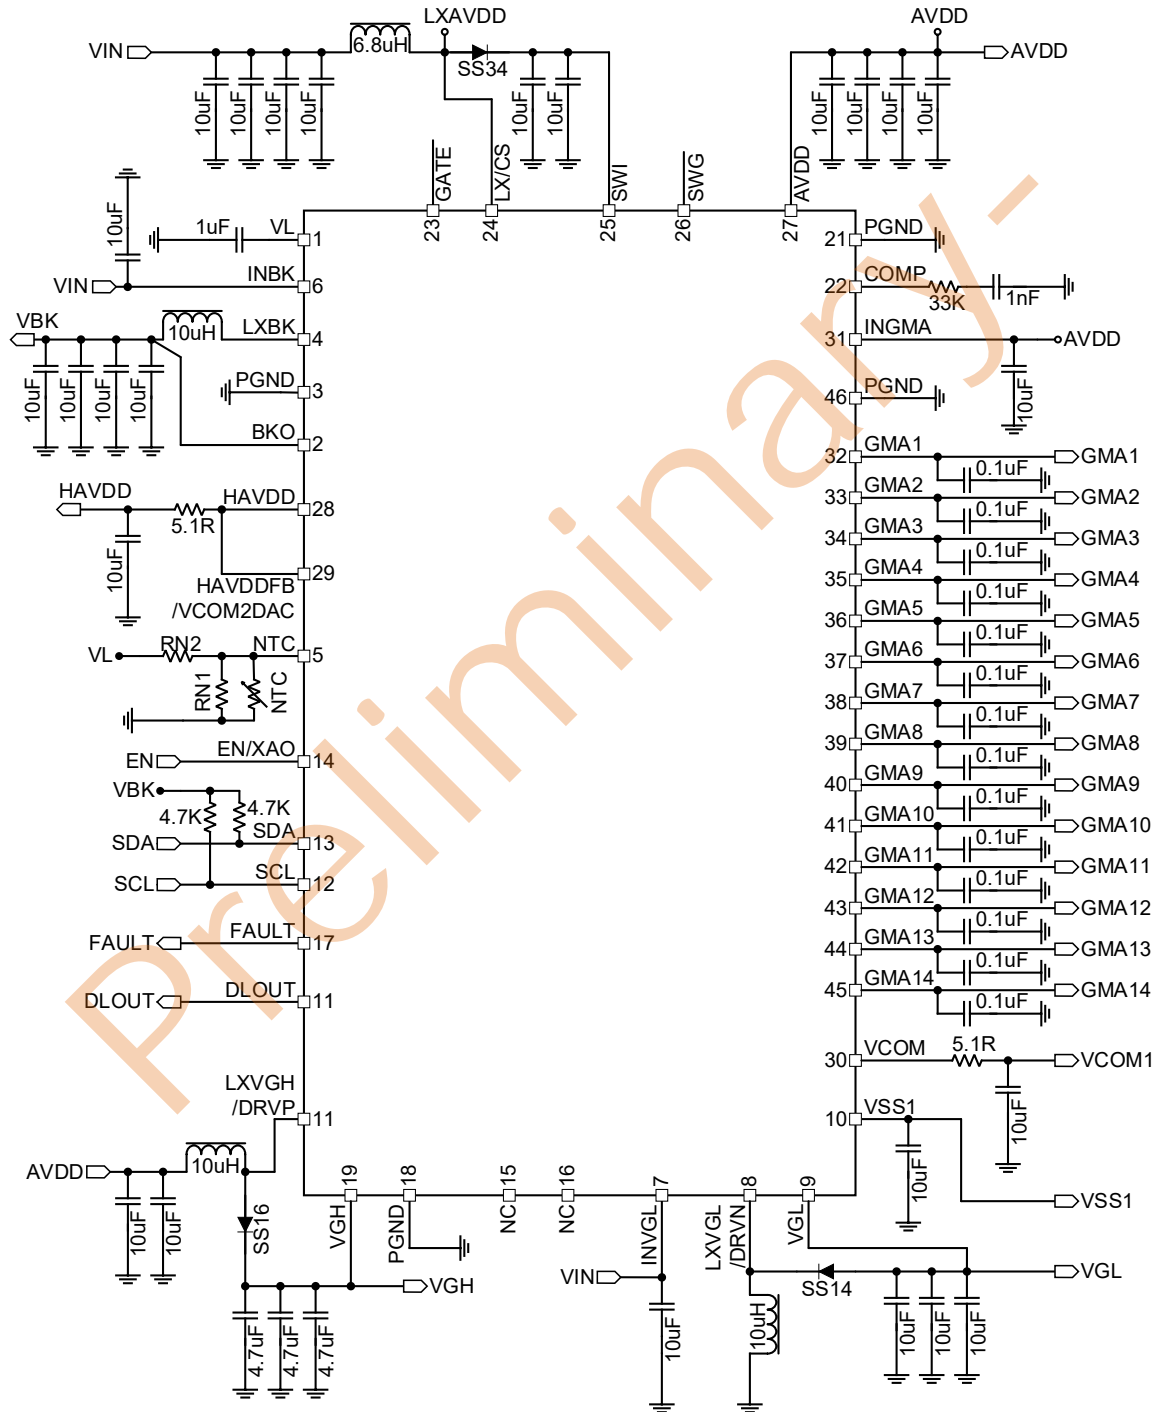 LXAVDD
AVDD
VIN
6.8uH
SS34
AVDD
10uF
10uF
10uF
10uF
10uF
10uF
10uF
10uF
10uF
10uF
GATE
LX/CS
SWI
SWG
AVDD
23
24
25
26
27
10uF
1uF
VL
1
21
PGND
VIN
INBK
6
22
COMP
33K
1nF
VBK
10uH
LXBK
4
31
INGMA
AVDD
10uF
10uF
10uF
10uF
10uF
PGND
3
46
PGND
BKO
2
32
GMA1
GMA1
0.1uF
33
GMA2
GMA2
0.1uF
34
GMA3
GMA3
0.1uF
35
GMA4
GMA4
0.1uF
36
GMA5
GMA5
0.1uF
37
GMA6
GMA6
0.1uF
38
GMA7
GMA7
0.1uF
39
GMA8
GMA8
0.1uF
40
GMA9
GMA9
0.1uF
41
GMA10
GMA10
0.1uF
42
GMA11
GMA11
0.1uF
43
GMA12
GMA12
0.1uF
44
GMA13
GMA13
0.1uF
45
GMA14
GMA14
0.1uF
HAVDD
5.1R
HAVDD
28
10uF
29
HAVDDFB
/VCOM2DAC
VL
RN2
NTC
5
RN1
NTC
EN
EN/XAO
14
VBK
4.7K
4.7K
SDA
SDA
13
SCL
SCL
12
FAULT
FAULT
17
DLOUT
DLOUT
11
30
VCOM
5.1R
VCOM1
10uF
LXVGH
/DRVP
11
10
VSS1
10uF
VSS1
AVDD
10uH
10uF
10uF
SS16
19
18
15
16
7
8
9
VGH
PGND
NC
NC
INVGL
LXVGL
/DRVN
VGL
VGH
4.7uF
4.7uF
4.7uF
VIN
10uF
10uH
SS14
VGL
10uF
10uF
10uF
Preliminary-